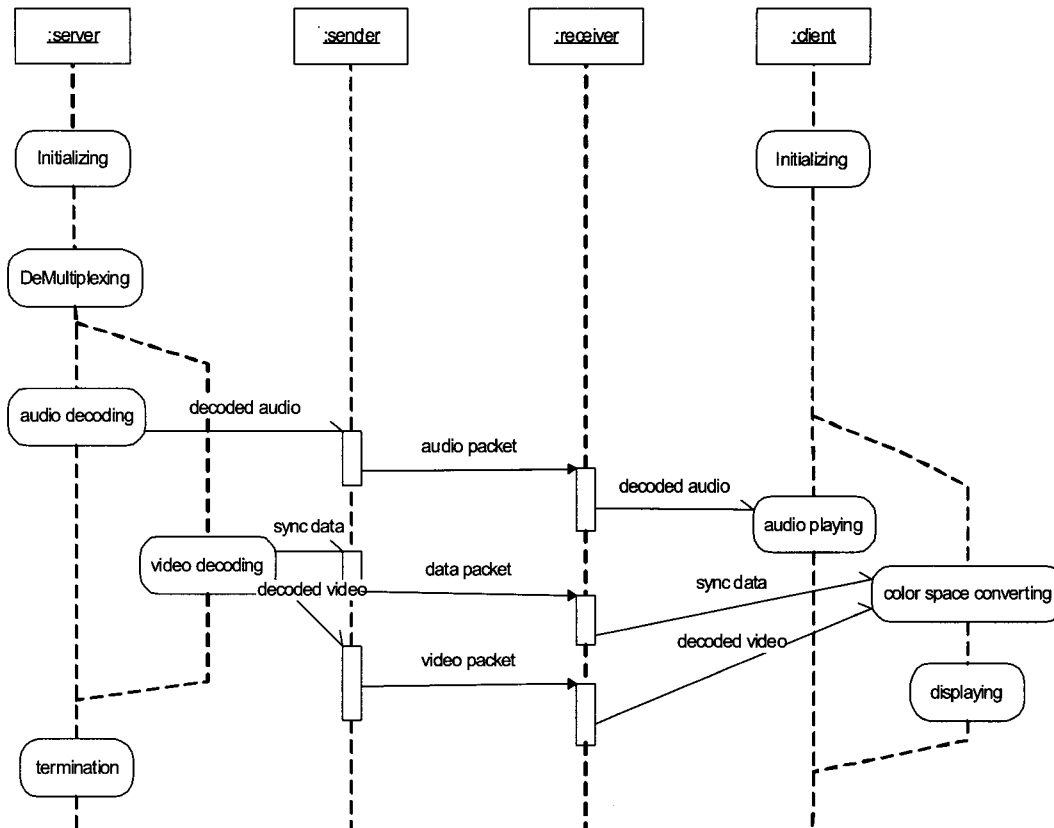 :server
:sender
:receiver
:client
Initializing
Initializing
DeMultiplexing
audio decoding
decoded audio
audio packet
decoded audio
audio playing
sync data
video decoding
decoded video
data packet
sync data
color space converting
decoded video
video packet
displaying
termination